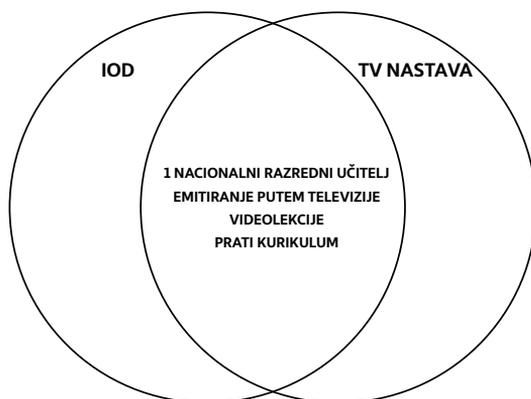 IOD
TV NASTAVA
1 NACIONALNI RAZREDNI UČITELJ
EMITIRANJE PUTEM TELEVIZIJE
VIDEOLEKCIJE
PRATI KURIKULUM